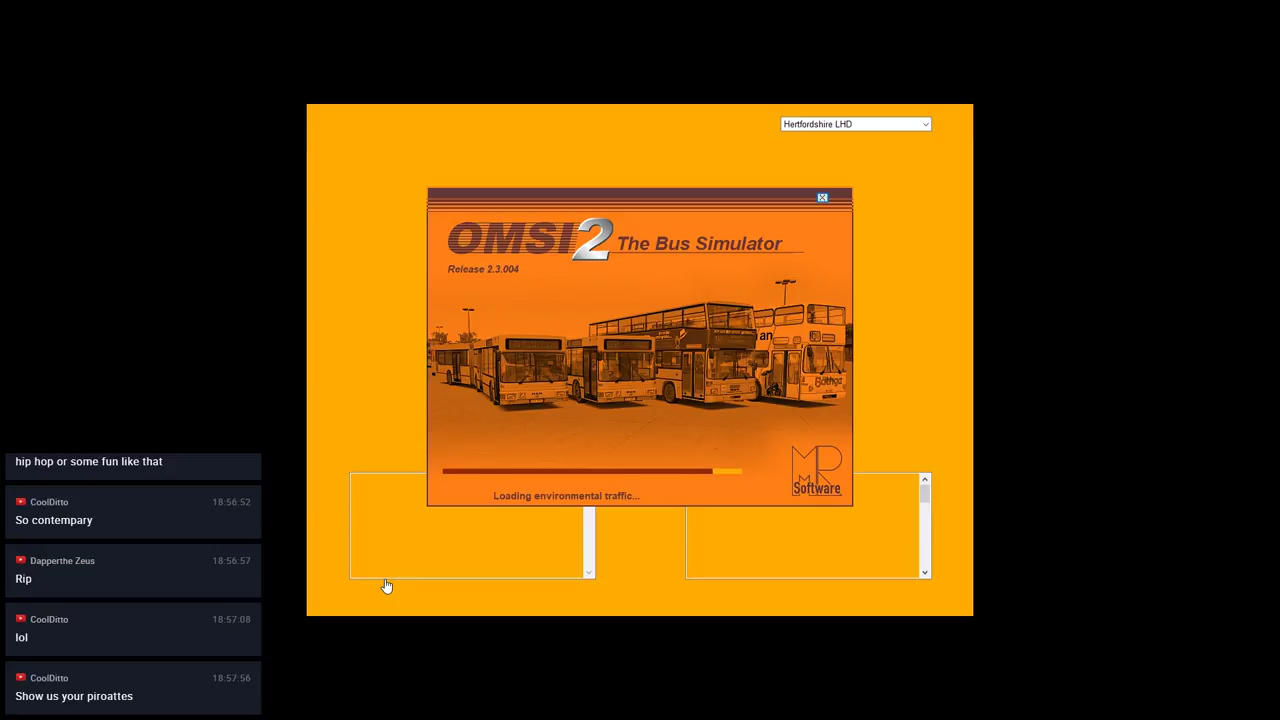 Hertfordshire LHD
OMSI 2 The Bus Simulator
Release 2.3.004
an
MR
Software
Loading environmental traffic...
hip hop or some fun like that
CoolDitto 18:56:52
So contempary
Dapperthe Zeus 18:56:57
Rip
CoolDitto 18:57:08
lol
CoolDitto 18:57:56
Show us your piroattes